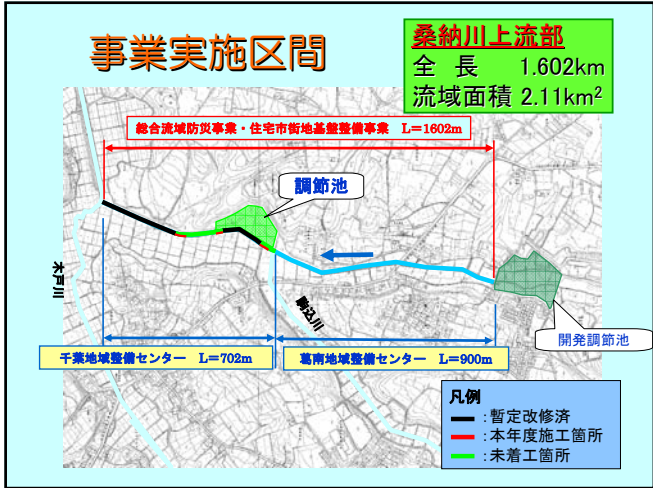 事業実施区間
桑納川上流部
全 長 1.602km
流域面積 2.11km²
総合流域防災事業・住宅市街地基盤整備事業 L=1602m
調節池
木戸川
駒込川
開発調節池
千葉地域整備センター L=702m
葛南地域整備センター L=900m
凡例
:暫定改修済
:本年度施工箇所
:未着工箇所